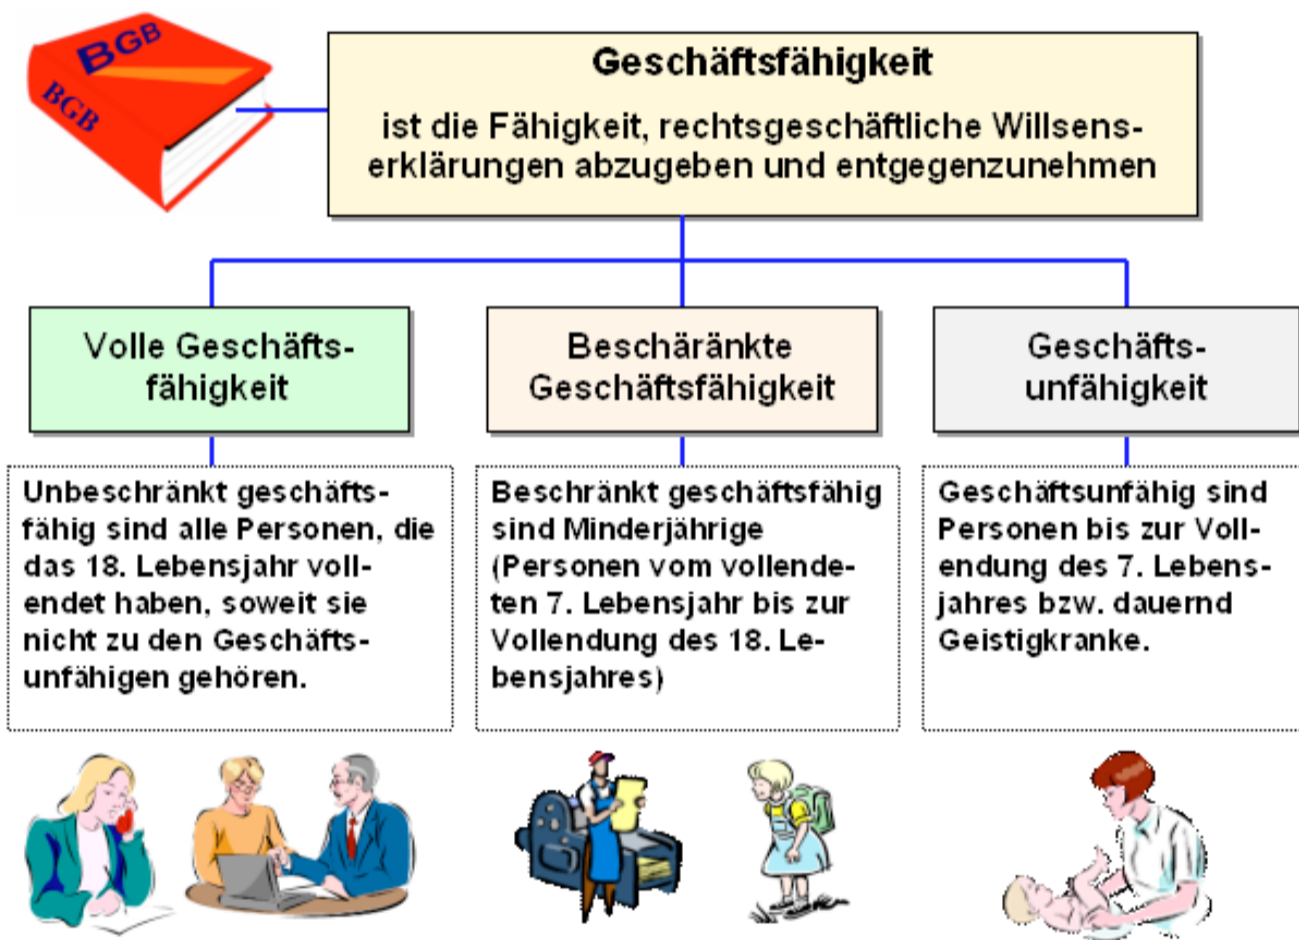 BGB
BGB
Geschäftsfähigkeit
ist die Fähigkeit, rechtsgeschäftliche Willsens-
erklärungen abzugeben und entgegenzunehmen
Volle Geschäfts-
fähigkeit
Unbeschränkt geschäfts-
fähig sind alle Personen, die
das 18. Lebensjahr voll-
endet haben, soweit sie
nicht zu den Geschäfts-
unfähigen gehören.
Beschäränkte
Geschäftsfähigkeit
Beschränkt geschäftsfähig
sind Minderjährige
(Personen vom vollende-
ten 7. Lebensjahr bis zur
Vollendung des 18. Le-
bensjahres)
Geschäfts-
unfähigkeit
Geschäftsunfähig sind
Personen bis zur Voll-
endung des 7. Lebens-
jahres bzw. dauernd
Geistigkranke.